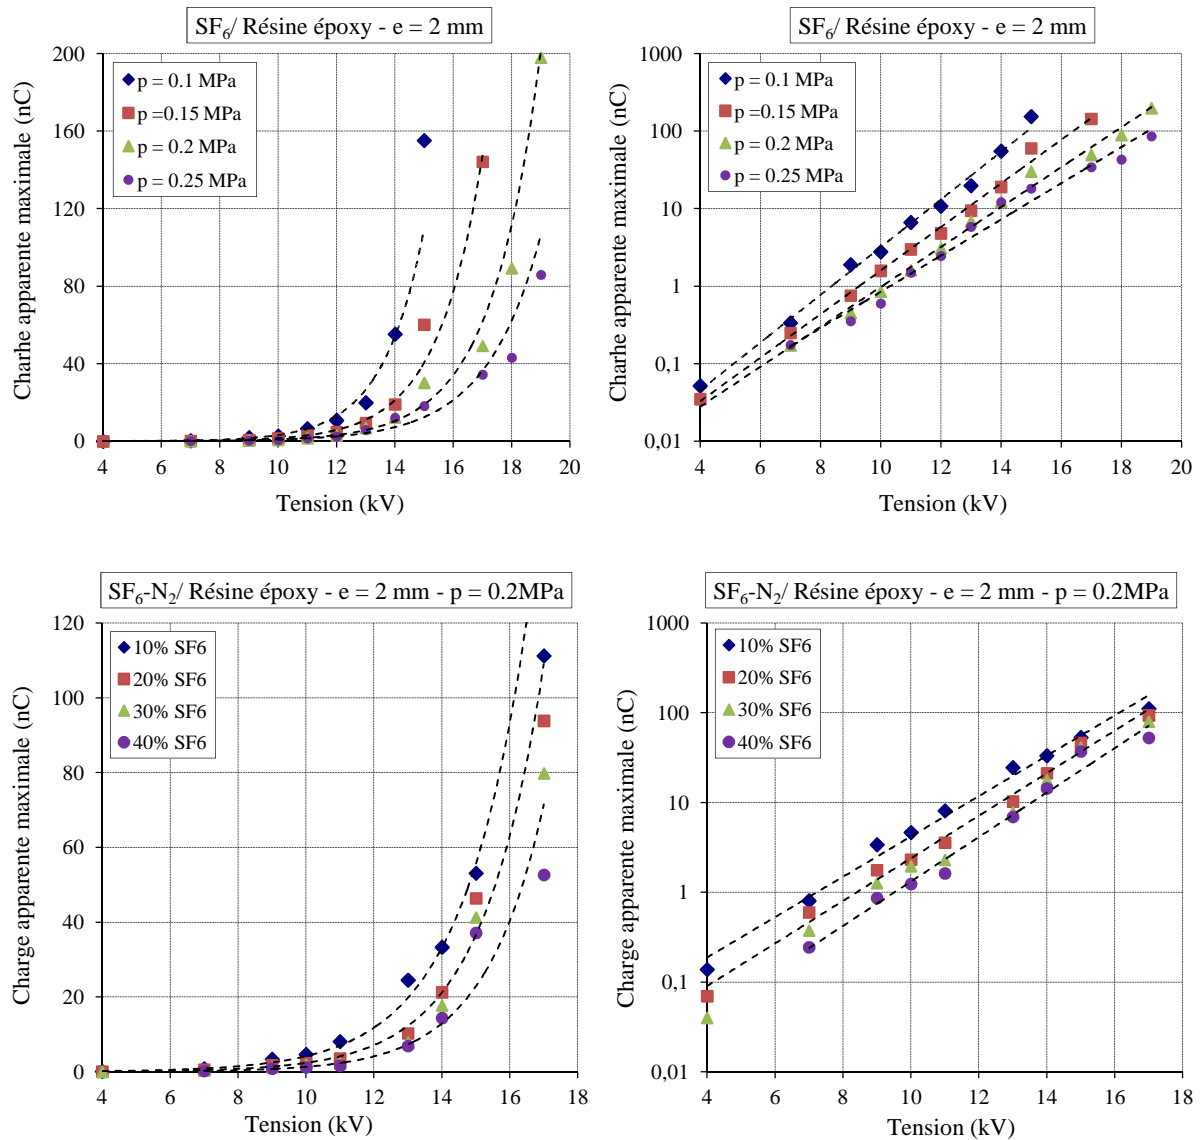 SF₆/ Résine époxy - e = 2 mm
200
160
120
80
40
0
4 6 8 10 12 14 16 18 20
Charhe apparente maximale (nC)
Tension (kV)
p = 0.1 MPa
p =0.15 MPa
p = 0.2 MPa
p = 0.25 MPa
SF₆/ Résine époxy - e = 2 mm
1000
100
10
1
0.1
0,01
4 6 8 10 12 14 16 18 20
Charhe apparente maximale (nC)
Tension (kV)
p = 0.1 MPa
p = 0.15 MPa
p = 0.2 MPa
p = 0.25 MPa
SF₆-N₂/ Résine époxy - e = 2 mm - p = 0.2MPa
120
100
80
60
40
20
0
4 6 8 10 12 14 16 18
Charge apparente maximale (nC)
Tension (kV)
10% SF6
20% SF6
30% SF6
40% SF6
SF₆-N₂/ Résine époxy - e = 2 mm - p = 0.2MPa
1000
100
10
1
0,1
0,01
4 6 8 10 12 14 16 18
Charge apparente maximale (nC)
Tension (kV)
10% SF6
20% SF6
30% SF6
40% SF6